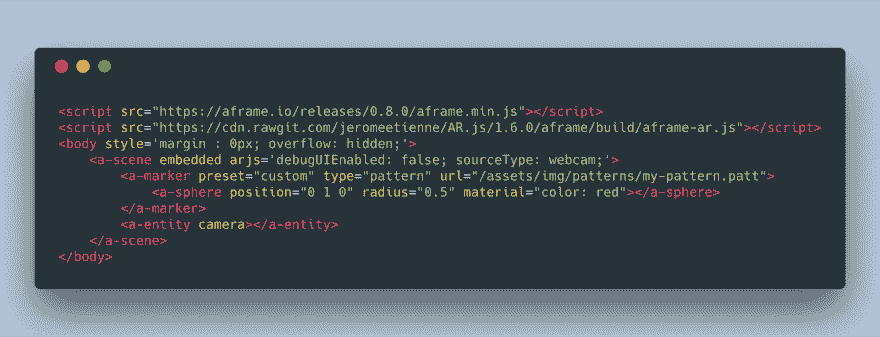 <script src="https://aframe.io/releases/0.8.0/aframe.min.js"></script>
<script src="https://cdn.rawgit.com/jeromeetienne/AR.js/1.6.0/aframe/build/aframe-ar.js"></script>
<body style='margin : 0px; overflow: hidden;'>
    <a-scene embedded arjs='debugUIEnabled: false; sourceType: webcam;'>
        <a-marker preset="custom" type="pattern" url="/assets/img/patterns/my-pattern.patt">
            <a-sphere position="0 1 0" radius="0.5" material="color: red"></a-sphere>
        </a-marker>
        <a-entity camera></a-entity>
    </a-scene>
</body>